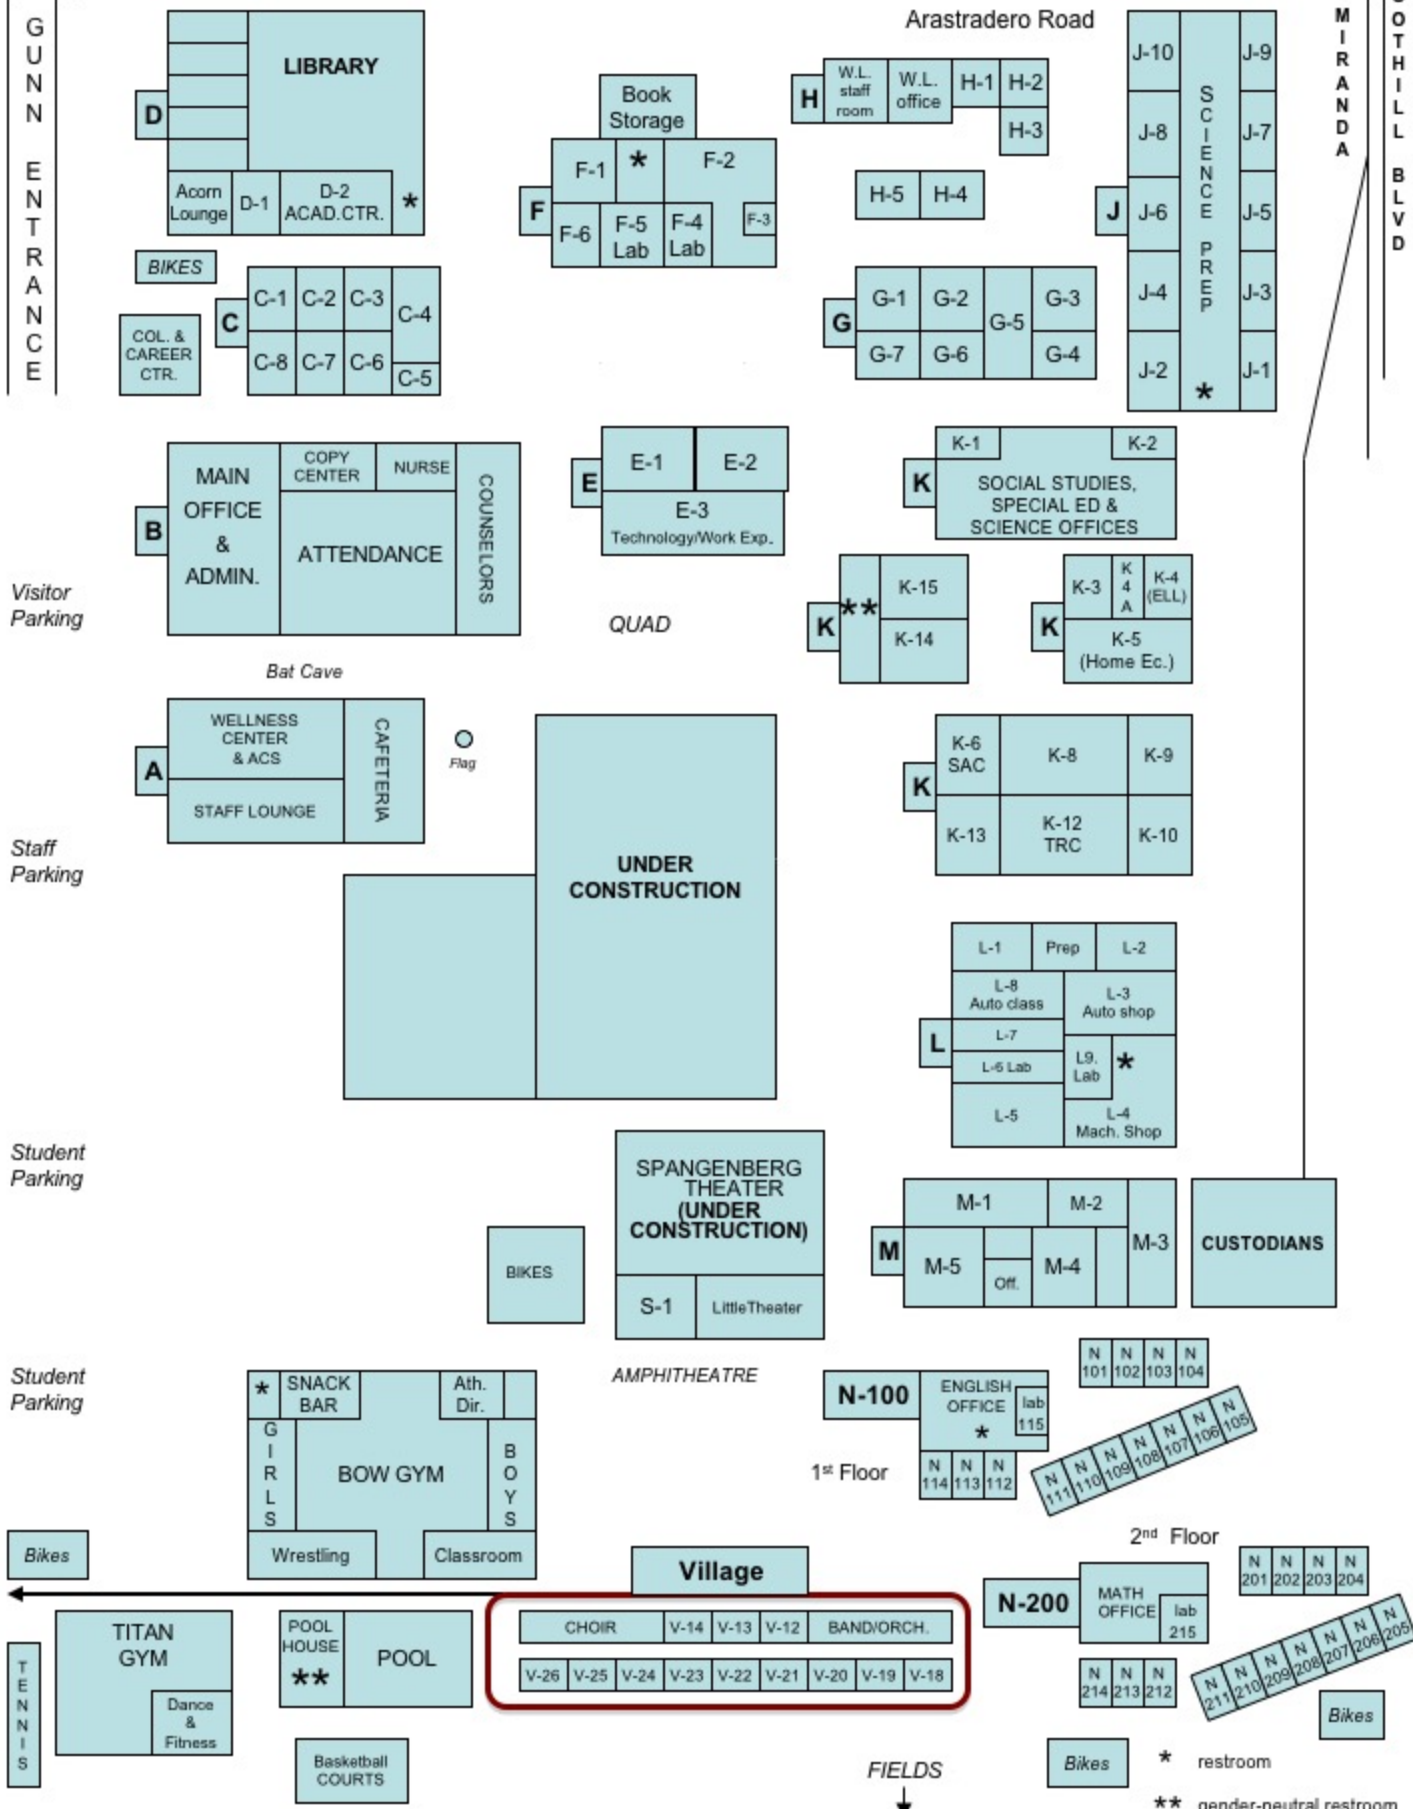 GUNN ENTRANCE
Arastradero Road
MIRANDA
OOTHILL BLVD
LIBRARY
D
Acorn
Lounge
D-1
D-2
ACAD.CTR.
*
BIKES
COL. &
CAREER
CTR.
C
C-1
C-2
C-3
C-4
C-8
C-7
C-6
C-5
Book
Storage
F
F-1
*
F-2
F-6
F-5
Lab
F-4
Lab
F-3
H
W.L.
staff
room
W.L.
office
H-1
H-2
H-3
H-5
H-4
G
G-1
G-2
G-5
G-3
G-7
G-6
G-4
J
J-10
J-8
J-6
J-4
J-2
SCIENCE PREP
*
J-9
J-7
J-5
J-3
J-1
B
MAIN
OFFICE
&
ADMIN.
COPY
CENTER
NURSE
ATTENDANCE
COUNSELORS
E
E-1
E-2
E-3
Technology/Work Exp.
K
K-1
K-2
SOCIAL STUDIES,
SPECIAL ED &
SCIENCE OFFICES
Visitor
Parking
QUAD
K
**
K-15
K-14
K
K-3
K
4
A
K-4
(ELL)
K-5
(Home Ec.)
Bat Cave
A
WELLNESS
CENTER
& ACS
STAFF LOUNGE
CAFETERIA
Flag
UNDER
CONSTRUCTION
K
K-6
SAC
K-8
K-9
K-13
K-12
TRC
K-10
Staff
Parking
L
L-1
Prep
L-2
L-8
Auto class
L-3
Auto shop
L-7
L-6 Lab
L9.
Lab
*
L-5
L-4
Mach. Shop
Student
Parking
SPANGENBERG
THEATER
(UNDER
CONSTRUCTION)
S-1
LittleTheater
BIKES
M
M-1
M-2
M-3
M-5
Off.
M-4
CUSTODIANS
Student
Parking
AMPHITHEATRE
*
SNACK
BAR
Ath.
Dir.
GIRLS
BOW GYM
BOYS
Wrestling
Classroom
N-100
ENGLISH
OFFICE
*
lab
115
1st Floor
N
114
N
113
N
112
N
101
N
102
N
103
N
104
N
111
N
110
N
109
N
108
N
107
N
106
N
105
Bikes
Village
CHOIR
V-14
V-13
V-12
BAND/ORCH.
V-26
V-25
V-24
V-23
V-22
V-21
V-20
V-19
V-18
2nd Floor
N-200
MATH
OFFICE
lab
215
N
214
N
213
N
212
N
201
N
202
N
203
N
204
N
211
N
210
N
209
N
208
N
207
N
206
N
205
TENNIS
TITAN
GYM
Dance
&
Fitness
POOL
HOUSE
**
POOL
Basketball
COURTS
FIELDS
Bikes
Bikes
* restroom
** gender-neutral restroom